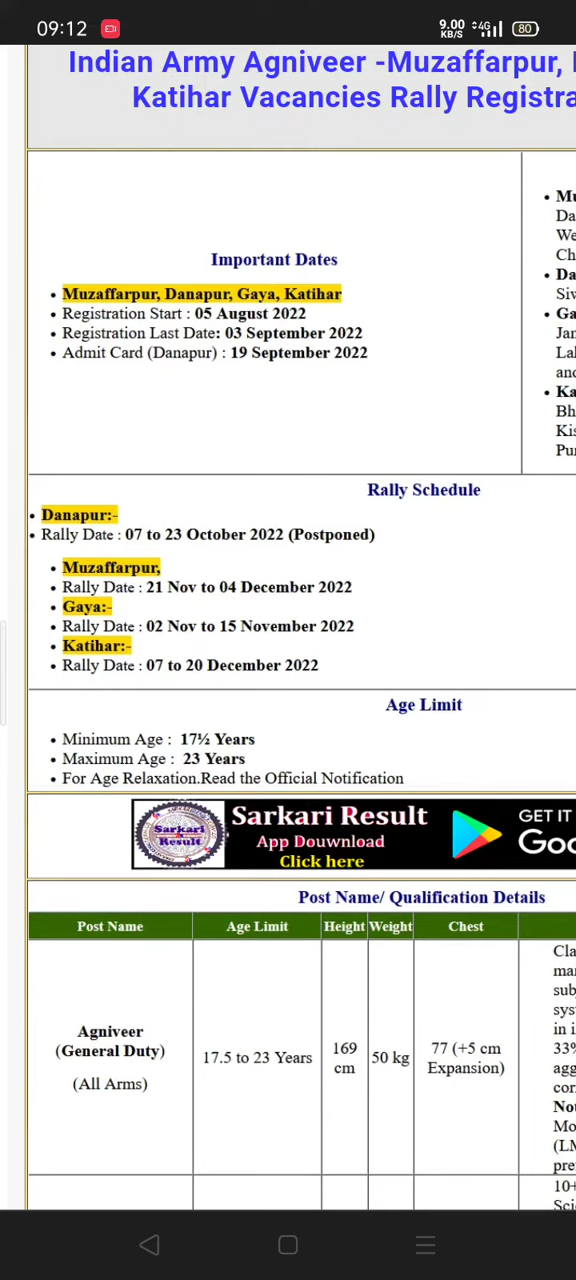 09:12
9.00 KB/S 4G 80
Indian Army Agniveer -Muzaffarpur,
Katihar Vacancies Rally
Important Dates
Muzaffarpur, Danapur, Gaya, Katihar
Registration Start : 05 August 2022
Registration Last Date: 03 September 2022
Admit Card (Danapur) : 19 September 2022
Rally Schedule
Danapur:-
Rally Date : 07 to 23 October 2022 (Postponed)
Muzaffarpur,
Rally Date : 21 Nov to 04 December 2022
Gaya:-
Rally Date : 02 Nov to 15 November 2022
Katihar:-
Rally Date : 07 to 20 December 2022
Age Limit
Minimum Age : 17½ Years
Maximum Age : 23 Years
For Age Relaxation.Read the Official Notification
Sarkari Result
Sarkari Result
App Douwnload
Click here
GET IT
Post Name/ Qualification Details
Post Name Age Limit Height Weight Chest
Agniveer
(General Duty)
(All Arms)
17.5 to 23 Years
169
cm
50 kg
77 (+5 cm
Expansion)
33%
10+